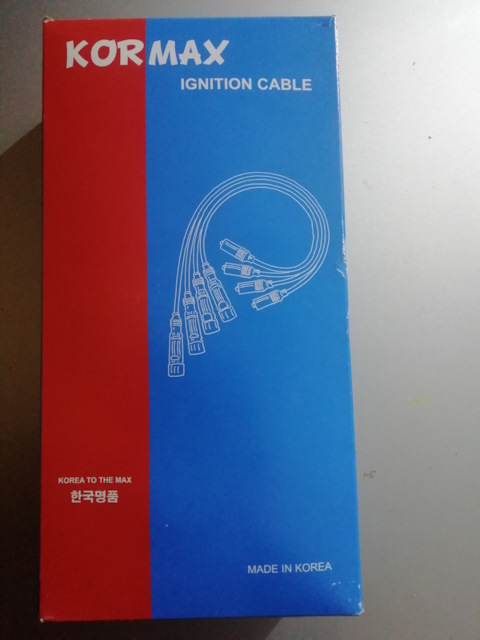 KORMAX
IGNITION CABLE
KOREA TO THE MAX
한국명품
MADE IN KOREA